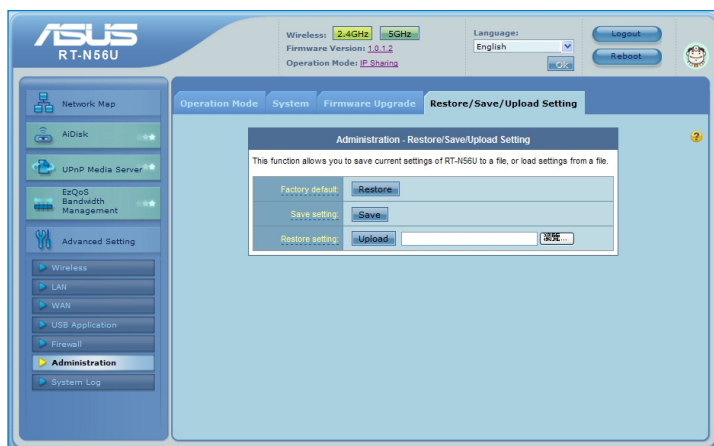 ASUS
RT-N56U
Wireless: 2.4GHz 5GHz
Firmware Version: 1.0.1.2
Operation Mode: IP Sharing
Language:
English
OK
Logout
Reboot
Network Map
AiDisk
UPnP Media Server
EzQoS
Bandwidth
Management
Advanced Setting
Wireless
LAN
WAN
USB Application
Firewall
Administration
System Log
Operation Mode
System
Firmware Upgrade
Restore/Save/Upload Setting
Administration - Restore/Save/Upload Setting
This function allows you to save current settings of RT-N56U to a file, or load settings from a file.
Factory default: Restore
Save setting: Save
Restore setting: Upload 瀏覽...